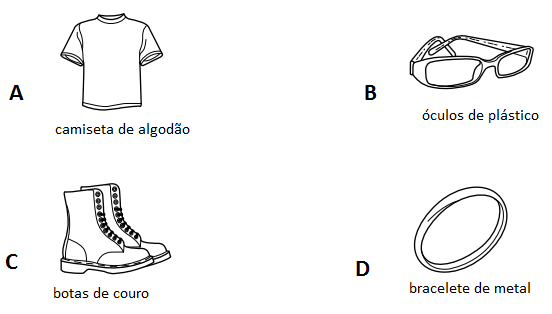 A
camiseta de algodão
B
óculos de plástico
C
botas de couro
D
bracelete de metal